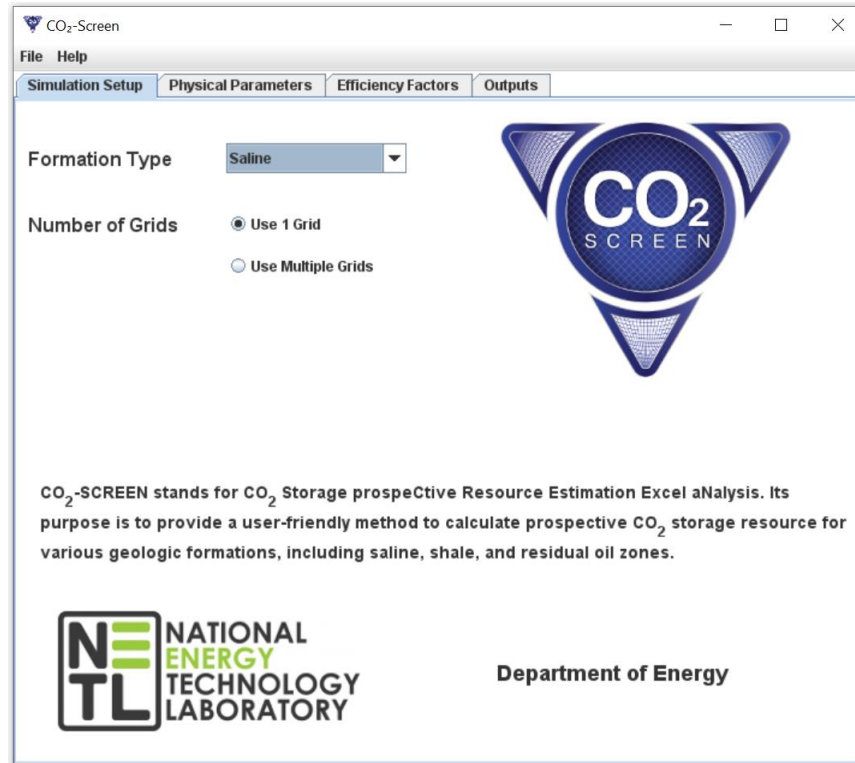 CO₂-Screen
File Help
Simulation Setup Physical Parameters Efficiency Factors Outputs
Formation Type Saline
Number of Grids Use 1 Grid
Use Multiple Grids
CO2
SCREEN
CO₂-SCREEN stands for CO₂ Storage prospeCtive Resource Estimation Excel aNalysis. Its
purpose is to provide a user-friendly method to calculate prospective CO₂ storage resource for
various geologic formations, including saline, shale, and residual oil zones.
NE
TL
NATIONAL
ENERGY
TECHNOLOGY
LABORATORY
Department of Energy